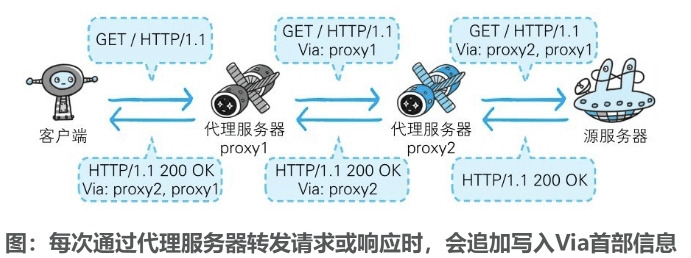 GET / HTTP/1.1
GET / HTTP/1.1
Via: proxy1
GET / HTTP/1.1
Via: proxy2, proxy1
客户端
代理服务器
proxy1
代理服务器
proxy2
源服务器
HTTP/1.1 200 OK
Via: proxy2, proxy1
HTTP/1.1 200 OK
Via: proxy2
HTTP/1.1 200 OK
图：每次通过代理服务器转发请求或响应时，会追加写入Via首部信息